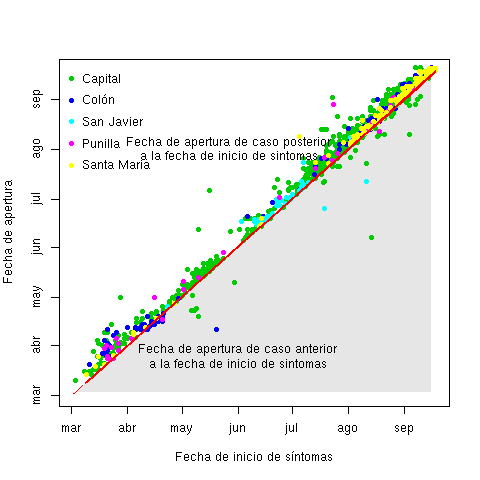 Capital
Colón
San Javier
Punilla
Santa María
Fecha de apertura de caso posterior
a la fecha de inicio de sintomas
Fecha de apertura de caso anterior
a la fecha de inicio de sintomas
Fecha de apertura
mar
abr
may
jun
jul
ago
sep
mar
abr
may
jun
jul
ago
sep
Fecha de inicio de síntomas